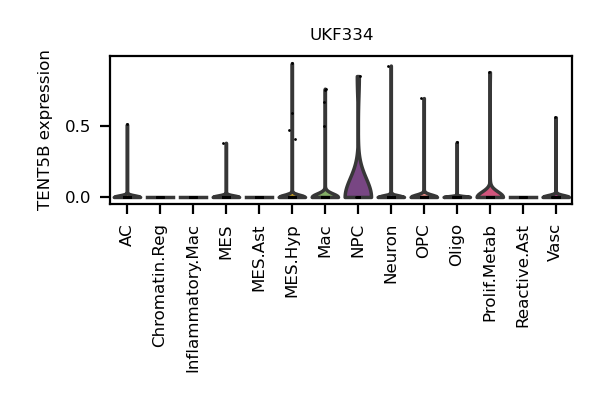 UKF334
TENT5B expression
0.5
0.0
AC
Chromatin.Reg
Inflammatory.Mac
MES
MES.Ast
MES.Hyp
Mac
NPC
Neuron
OPC
Oligo
Prolif.Metab
Reactive.Ast
Vasc